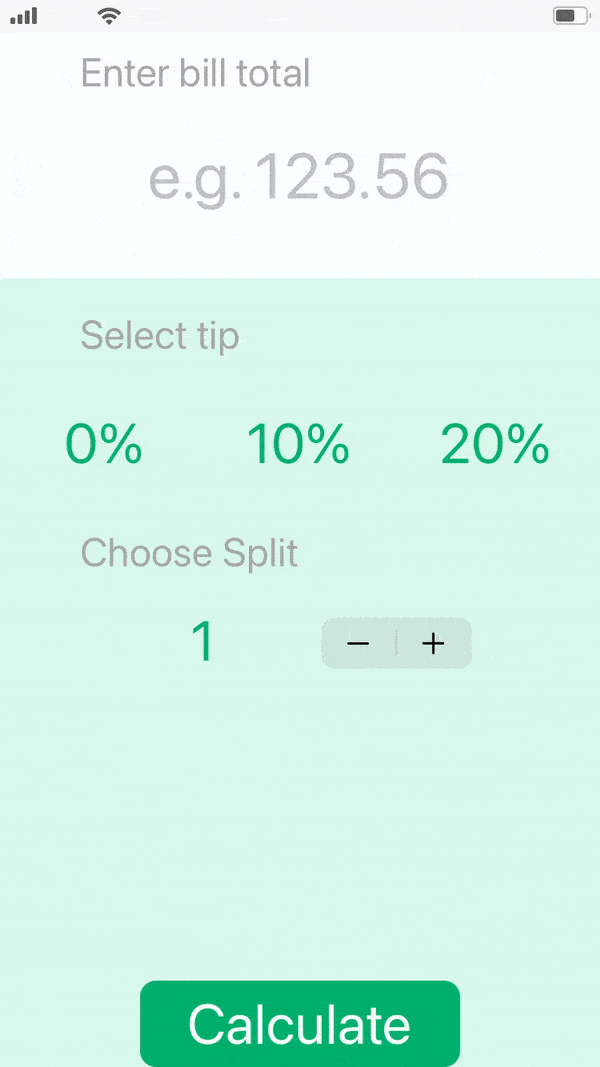 Enter bill total
e.g. 123.56
Select tip
0% 10% 20%
Choose Split
1 − +
Calculate